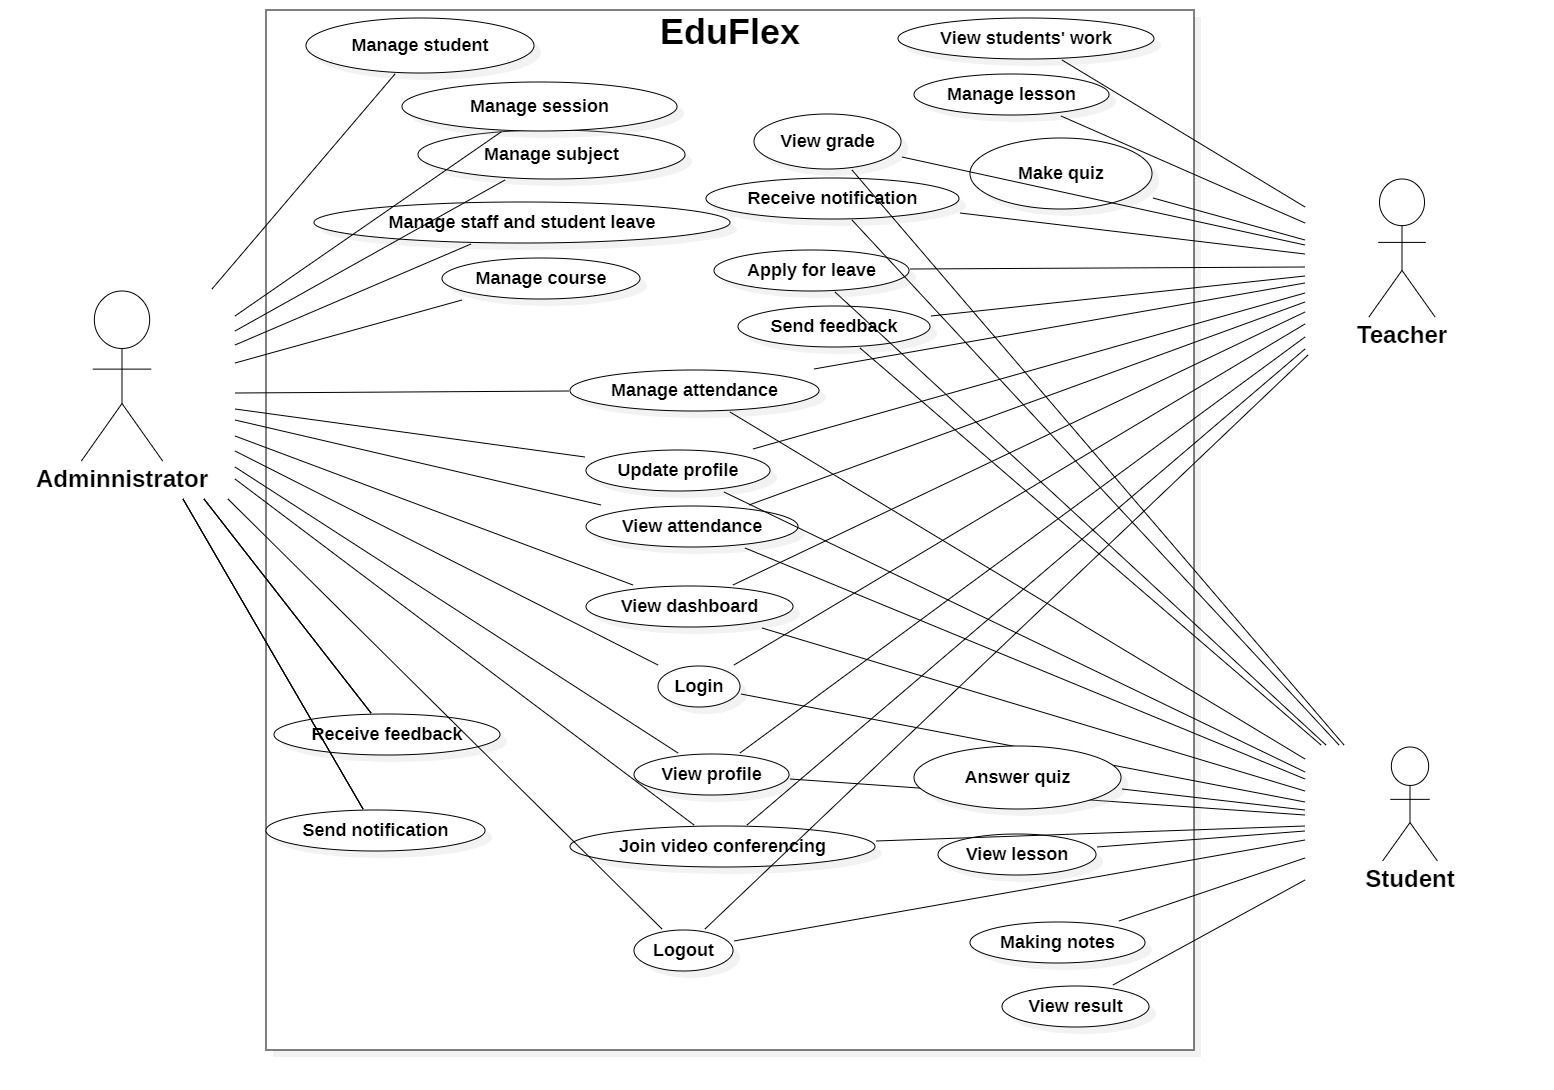 EduFlex
Manage student
View students' work
Manage session
Manage lesson
View grade
Manage subject
Make quiz
Receive notification
Manage staff and student leave
Apply for leave
Manage course
Send feedback
Teacher
Manage attendance
Update profile
Adminnistrator
View attendance
View dashboard
Login
Receive feedback
View profile
Answer quiz
Send notification
Join video conferencing
View lesson
Student
Making notes
Logout
View result